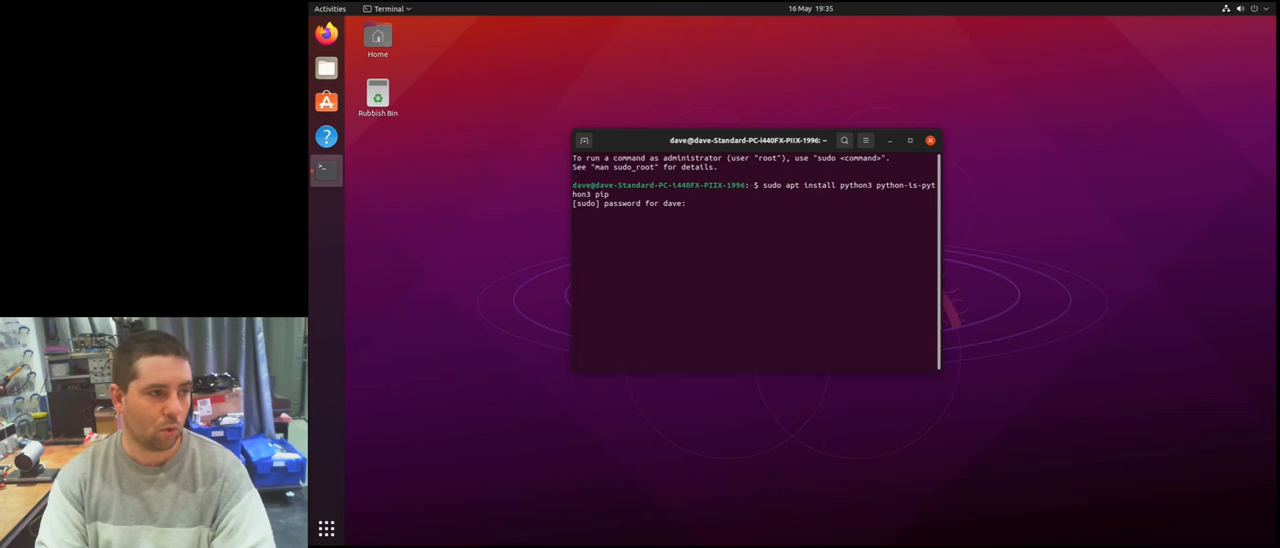 Activities
Terminal
16 May 19:35
Home
Rubbish Bin
dave@dave-Standard-PC-i440FX-PIIX-1996: ~
To run a command as administrator (user "root"), use "sudo <command>".
See "man sudo_root" for details.
dave@dave-Standard-PC-i440FX-PIIX-1996:~$ sudo apt install python3 python-is-pyt
hon3 pip
[sudo] password for dave: